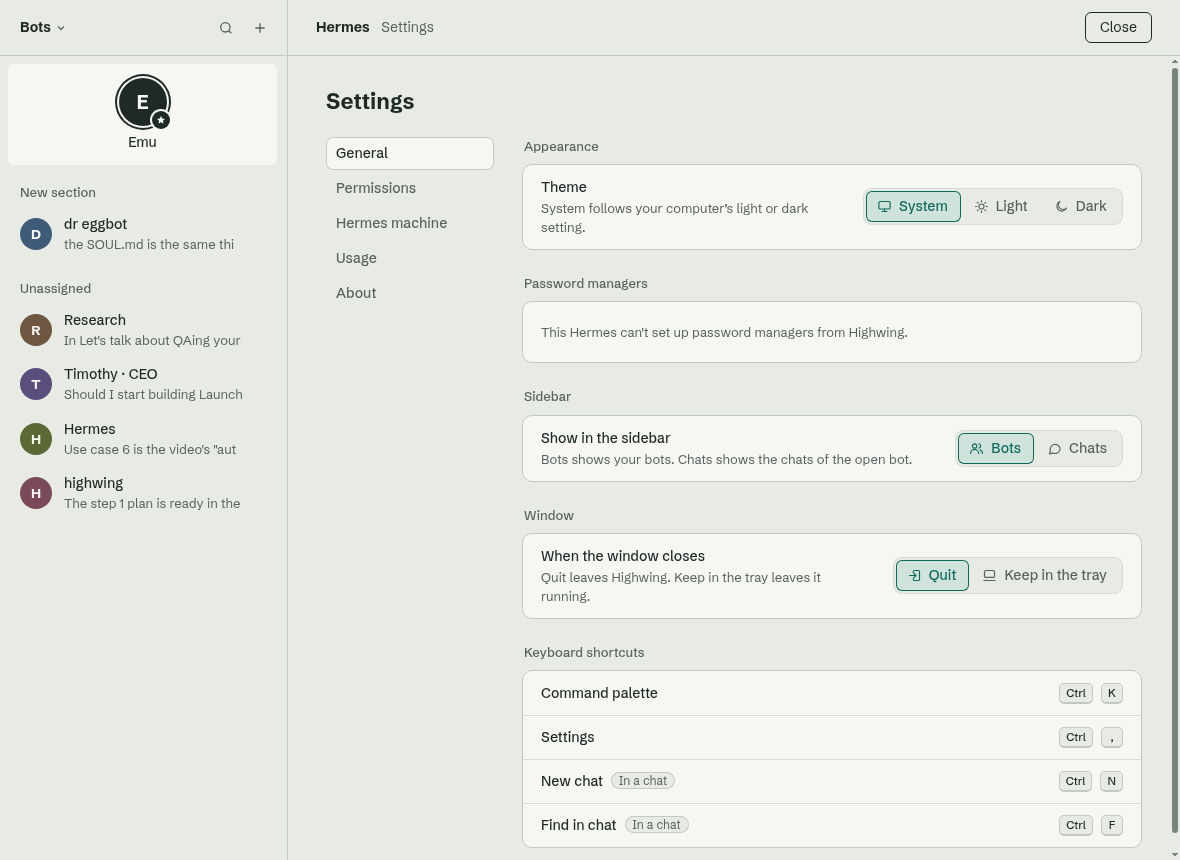 Bots
Hermes Settings
Close
E
Emu
New section
D
dr eggbot
the SOUL.md is the same thi
Unassigned
R
Research
In Let's talk about QAing your
T
Timothy · CEO
Should I start building Launch
H
Hermes
Use case 6 is the video's "aut
H
highwing
The step 1 plan is ready in the
Settings
General
Permissions
Hermes machine
Usage
About
Appearance
Theme
System follows your computer's light or dark
setting.
System
Light
Dark
Password managers
This Hermes can't set up password managers from Highwing.
Sidebar
Show in the sidebar
Bots shows your bots. Chats shows the chats of the open bot.
Bots
Chats
Window
When the window closes
Quit leaves Highwing. Keep in the tray leaves it
running.
Quit
Keep in the tray
Keyboard shortcuts
Command palette
Ctrl K
Settings
Ctrl ,
New chat In a chat
Ctrl N
Find in chat In a chat
Ctrl F